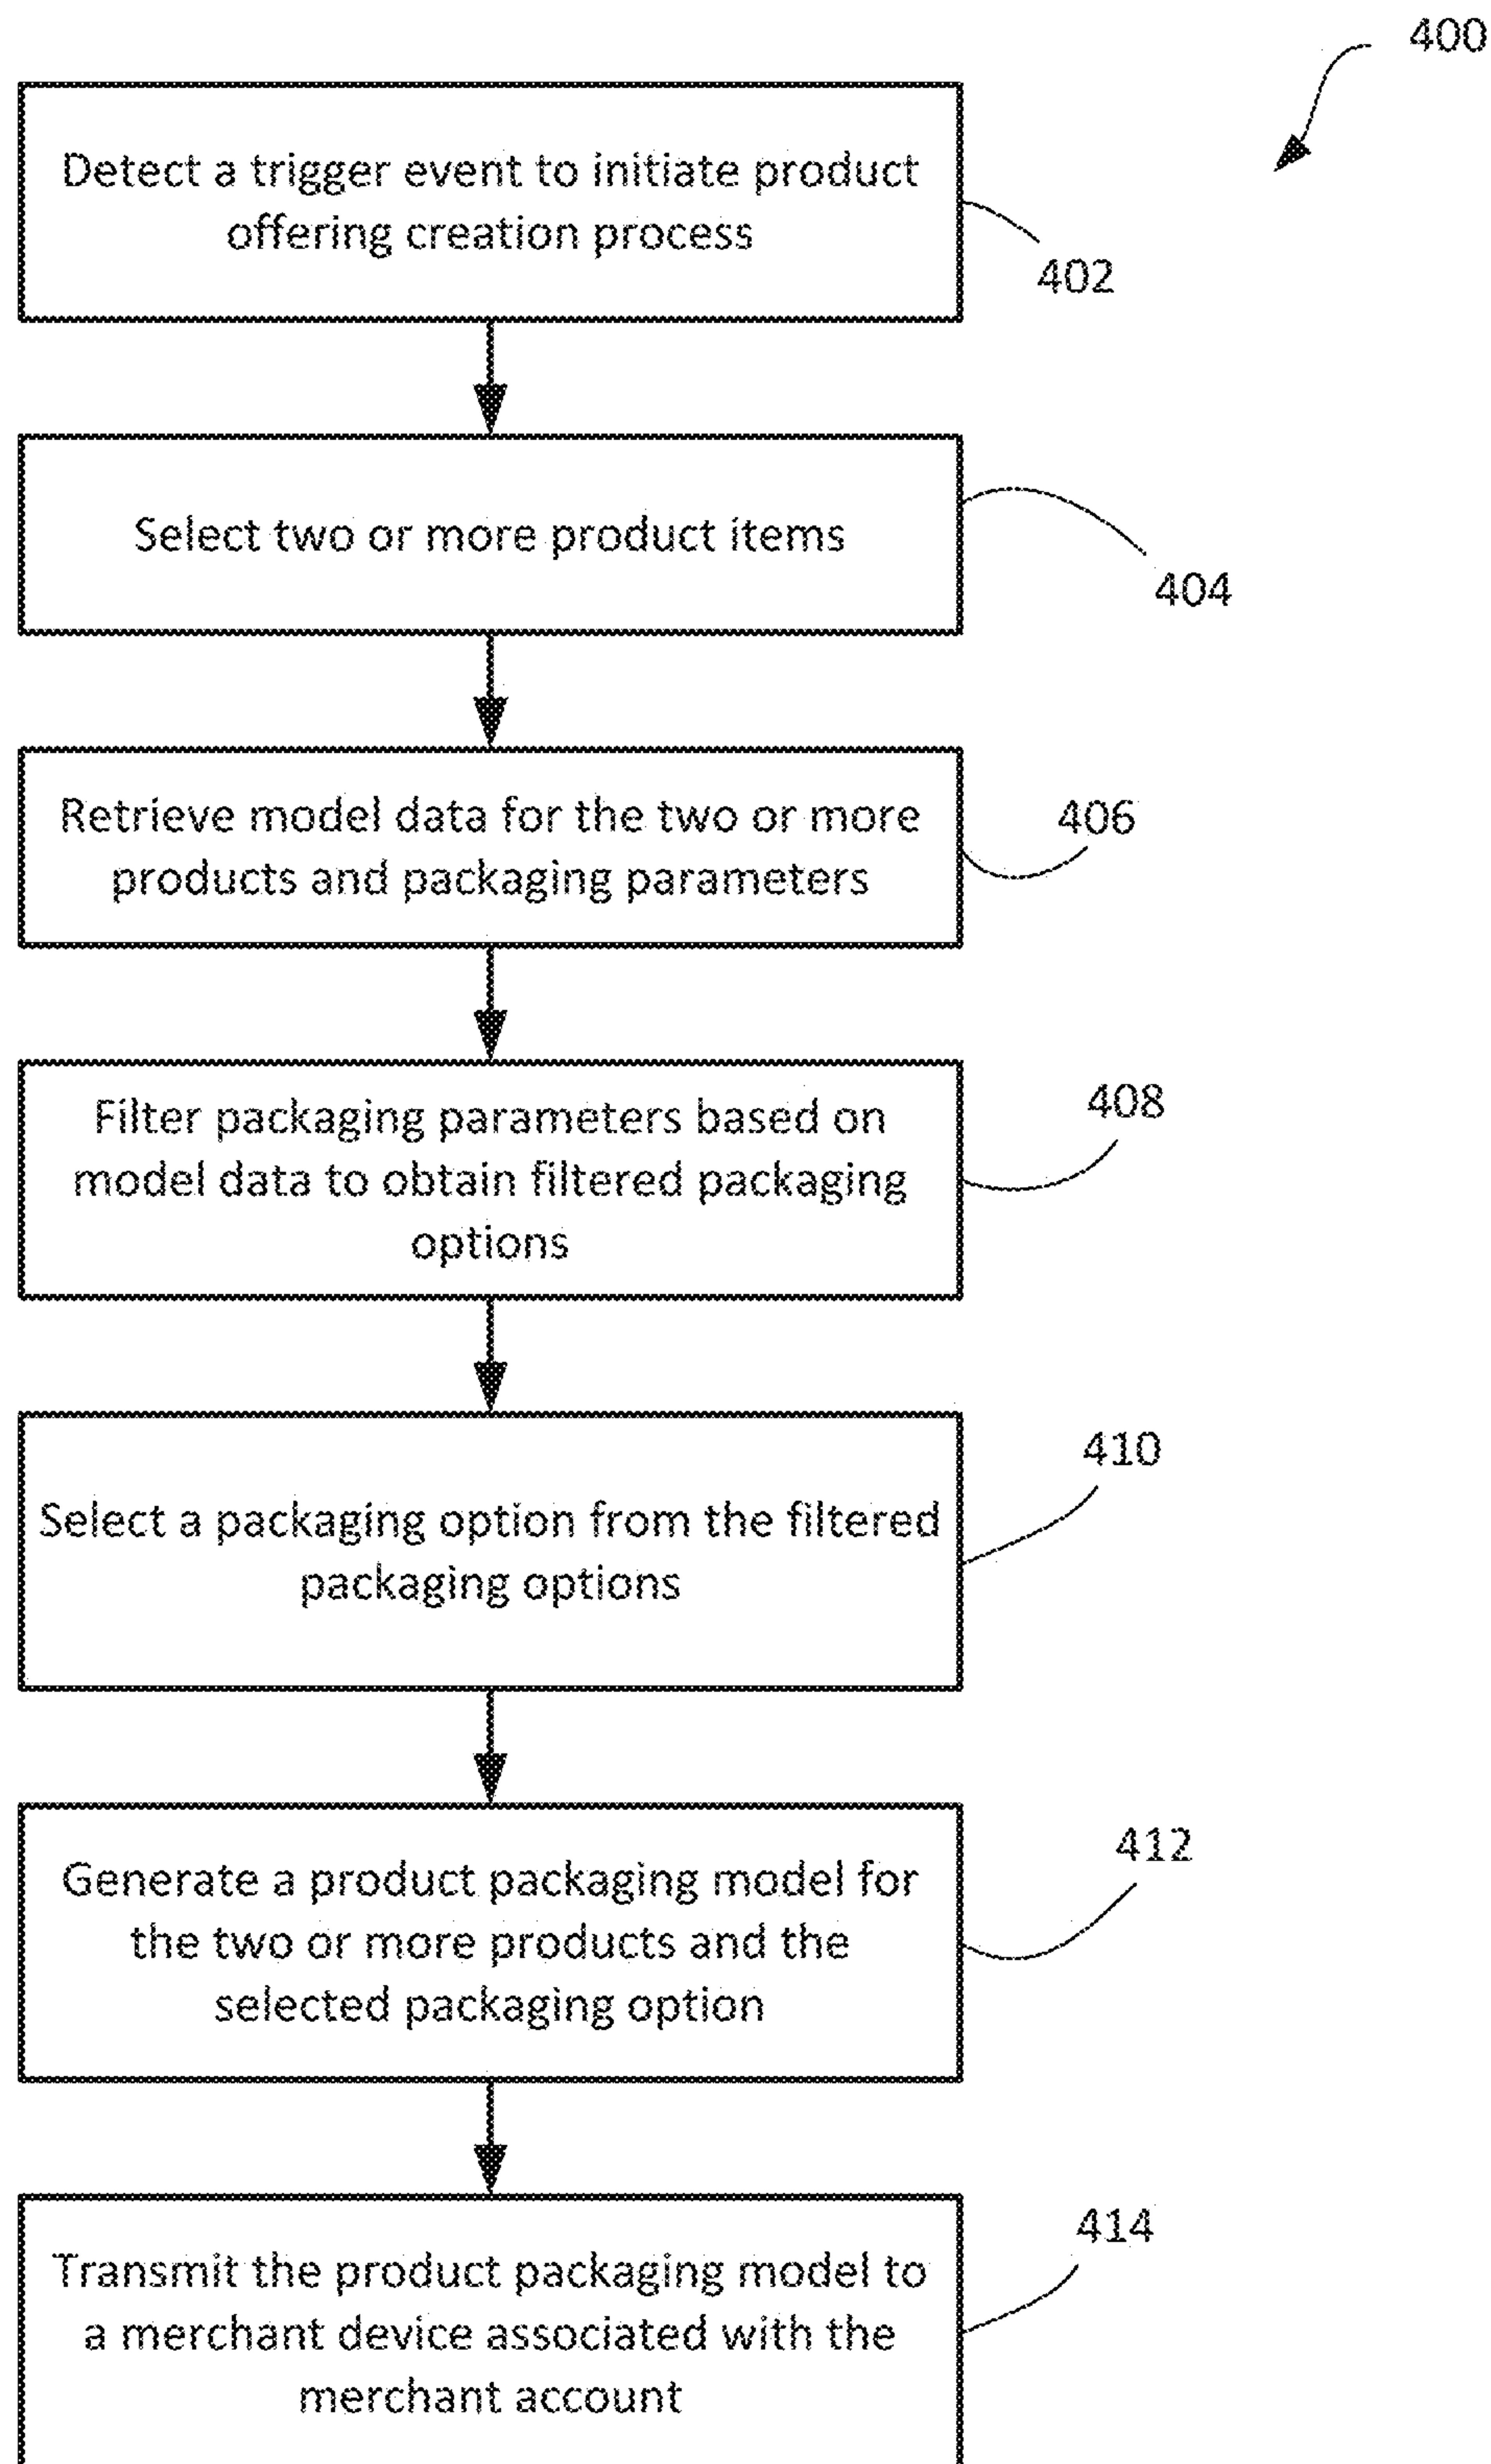 400
Detect a trigger event to initiate product
offering creation process
402
Select two or more product items
404
Retrieve model data for the two or more
products and packaging parameters
406
Filter packaging parameters based on
model data to obtain filtered packaging
options
408
Select a packaging option from the filtered
packaging options
410
Generate a product packaging model for
the two or more products and the
selected packaging option
412
Transmit the product packaging model to
a merchant device associated with the
merchant account
414